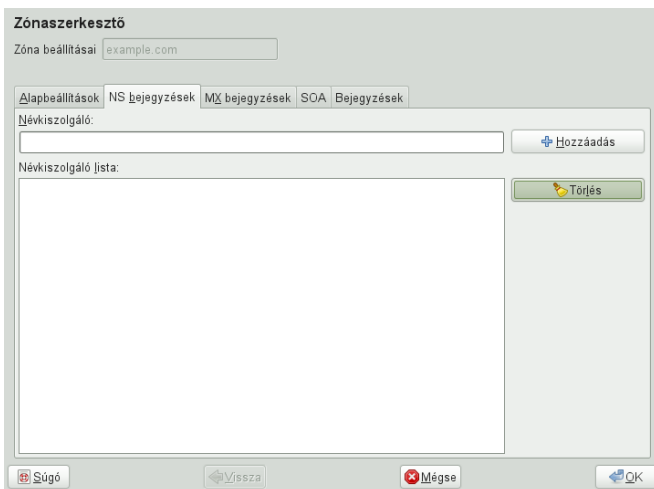 Zónaszerkesztő
Zóna beállításai example.com
Alapbeállítások NS bejegyzések MX bejegyzések SOA Bejegyzések
Névkiszolgáló:
Hozzáadás
Névkiszolgáló lista:
Törlés
Súgó Vissza Mégse OK